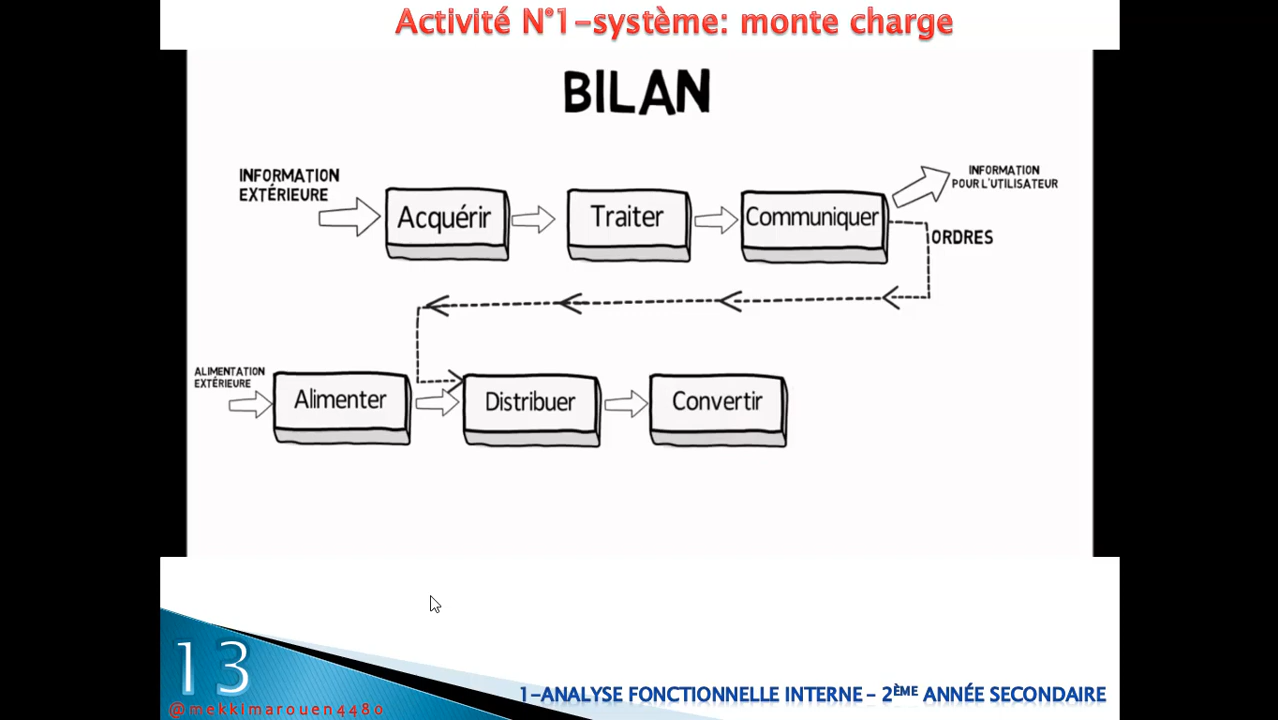 Activité N°1-système: monte charge
BILAN
INFORMATION
EXTÉRIEURE
Acquérir
Traiter
Communiquer
INFORMATION
POUR L'UTILISATEUR
ORDRES
ALIMENTATION
EXTÉRIEURE
Alimenter
Distribuer
Convertir
13
@mekkimarouen4480
1-ANALYSE FONCTIONNELLE INTERNE - 2ÈME ANNÉE SECONDAIRE